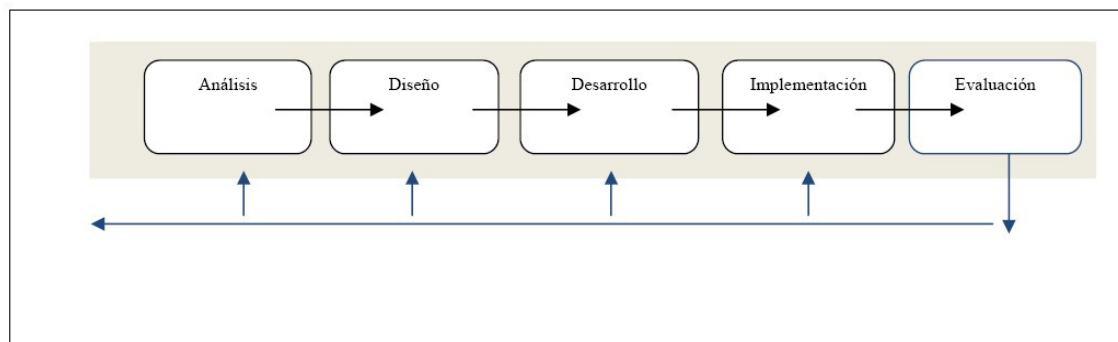 Análisis
Diseño
Desarrollo
Implementación
Evaluación